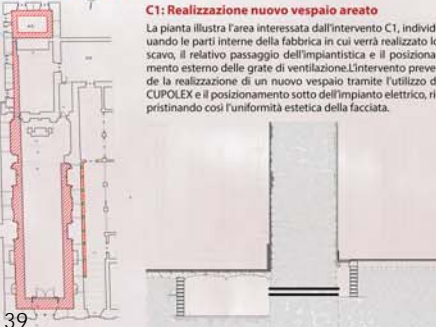 C1: Realizzazione nuovo vespaio areato
La pianta illustra l'area interessata dall'intervento C1, individ
uando le parti interne della fabbrica in cui verrà realizzato lo
scavo, il relativo passaggio dell'impiantistica e il posiziona
mento esterno delle grate di ventilazione.L'intervento preve
de la realizzazione di un nuovo vespaio tramite l'utilizzo d
CUPOLEX e il posizionamento sotto dell'impianto elettrico, ri
pristinando così l'uniformità estetica della facciata.
39